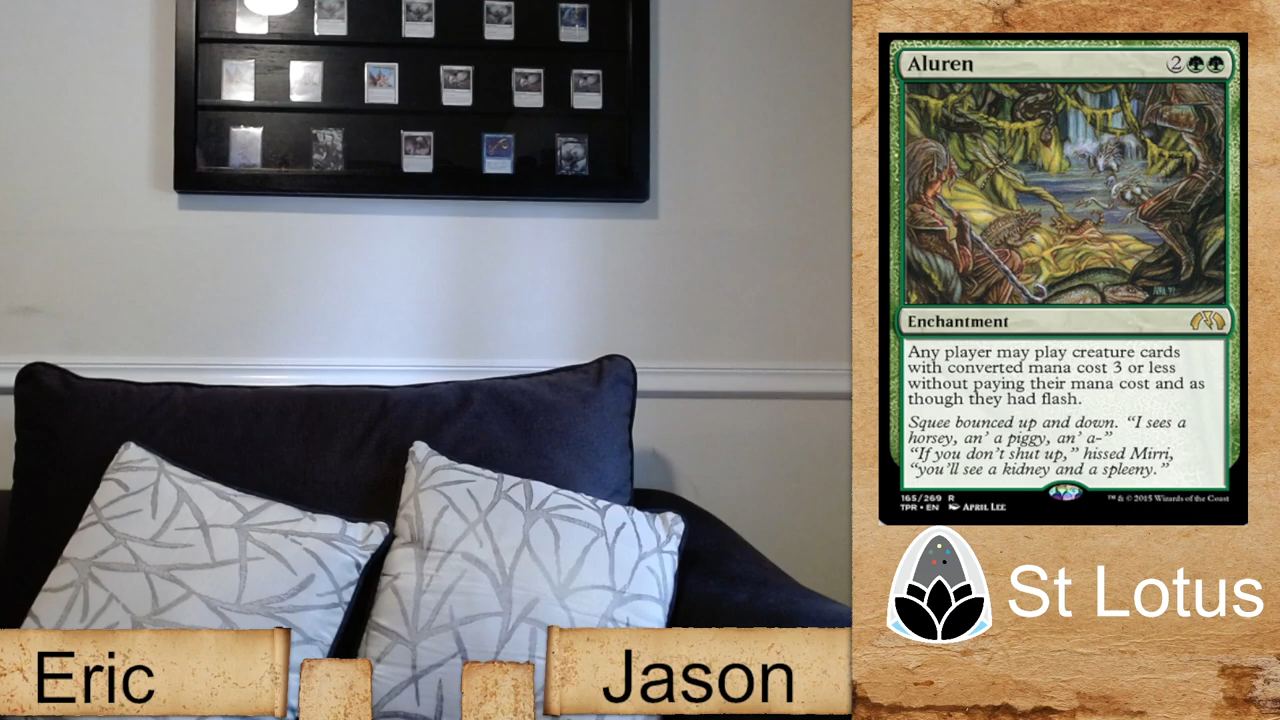 Aluren 2
Enchantment
Any player may play creature cards
with converted mana cost 3 or less
without paying their mana cost and as
though they had flash.
Squee bounced up and down. “I sees a
horsey, an’ a piggy, an’ a–”
“If you don’t shut up,” hissed Mirri,
“you’ll see a kidney and a spleeny.”
165/269 R
TPR • EN APRIL LEE
™ & © 2015 Wizards of the Coast
St Lotus
Eric
Jason